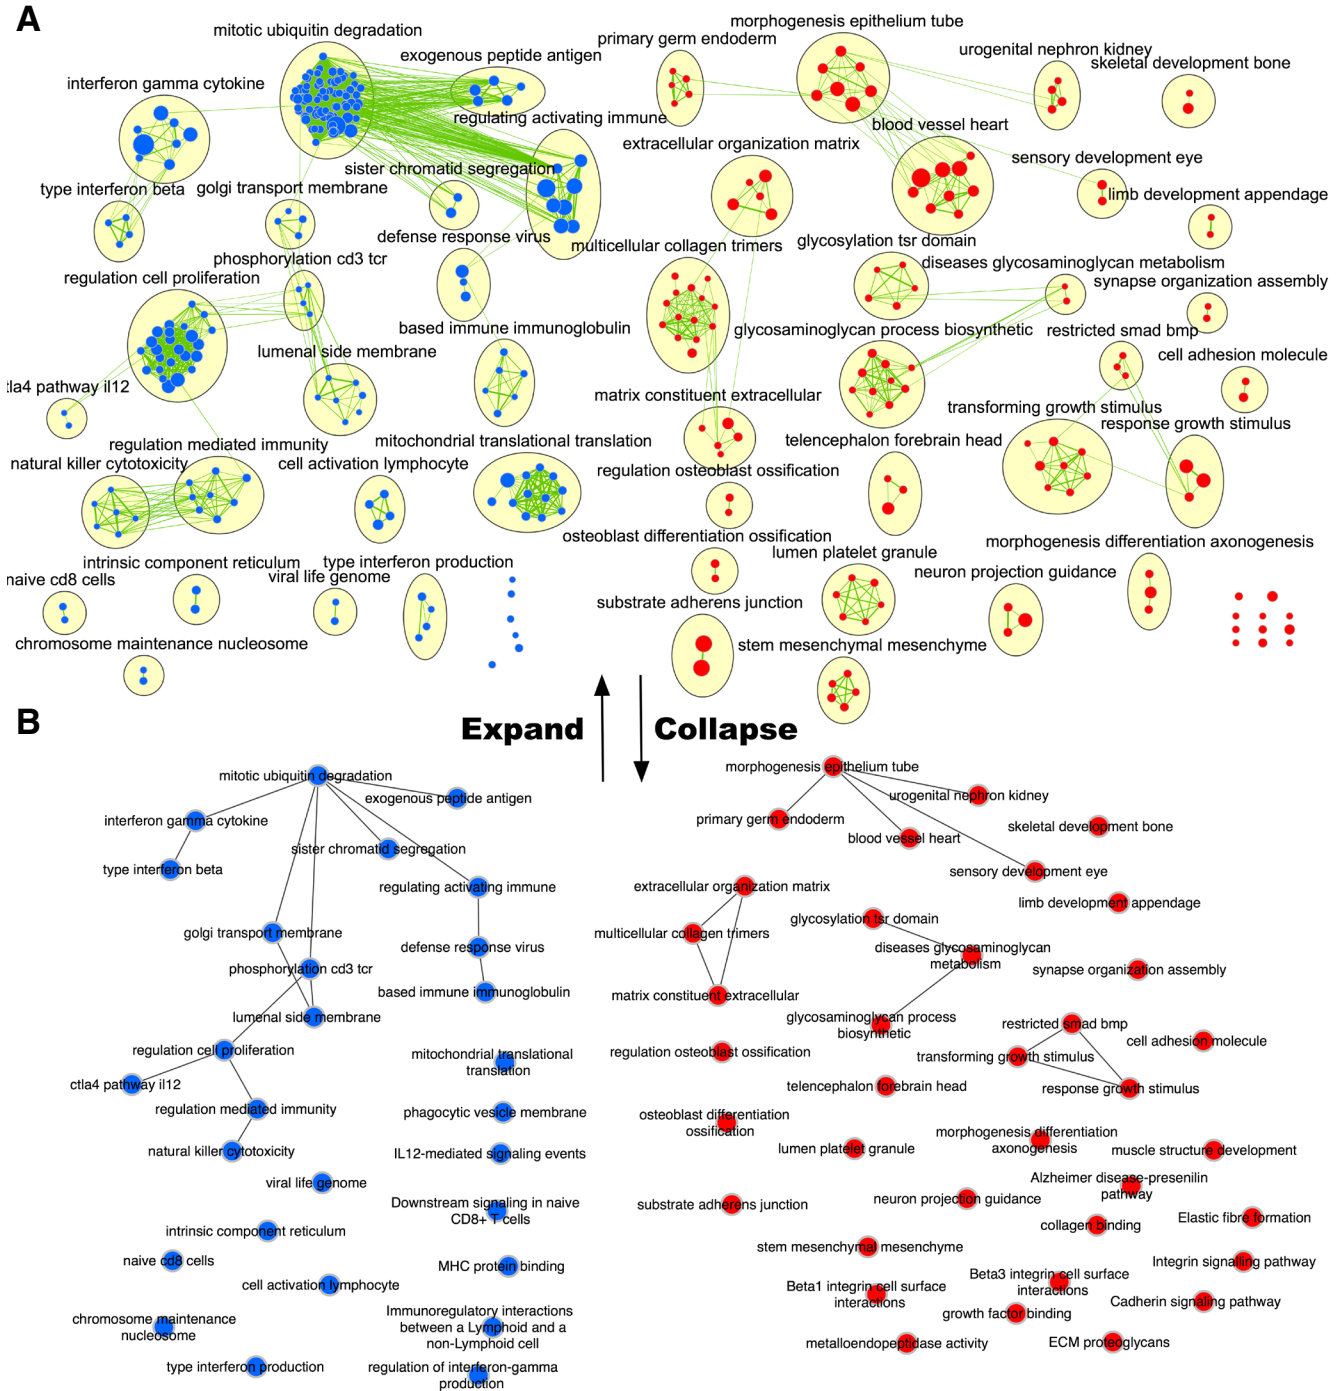 A
mitotic ubiquitin degradation
exogenous peptide antigen
interferon gamma cytokine
regulating activating immune
sister chromatid segregation
type interferon beta
golgi transport membrane
defense response virus
phosphorylation cd3 tcr
regulation cell proliferation
based immune immunoglobulin
lumenal side membrane
tla4 pathway il12
regulation mediated immunity
mitochondrial translational translation
natural killer cytotoxicity
cell activation lymphocyte
intrinsic component reticulum
type interferon production
naive cd8 cells
viral life genome
chromosome maintenance nucleosome
morphogenesis epithelium tube
primary germ endoderm
urogenital nephron kidney
skeletal development bone
blood vessel heart
extracellular organization matrix
sensory development eye
limb development appendage
multicellular collagen trimers
glycosylation tsr domain
diseases glycosaminoglycan metabolism
synapse organization assembly
glycosaminoglycan process biosynthetic
restricted smad bmp
cell adhesion molecule
matrix constituent extracellular
transforming growth stimulus
response growth stimulus
telencephalon forebrain head
regulation osteoblast ossification
osteoblast differentiation ossification
lumen platelet granule
morphogenesis differentiation axonogenesis
neuron projection guidance
substrate adherens junction
stem mesenchymal mesenchyme
B
Expand
Collapse
mitotic ubiquitin degradation
exogenous peptide antigen
interferon gamma cytokine
sister chromatid segregation
type interferon beta
regulating activating immune
golgi transport membrane
defense response virus
phosphorylation cd3 tcr
based immune immunoglobulin
lumenal side membrane
regulation cell proliferation
mitochondrial translational
translation
ctla4 pathway il12
regulation mediated immunity
phagocytic vesicle membrane
natural killer cytotoxicity
IL12-mediated signaling events
viral life genome
Downstream signaling in naive
CD8+ T cells
intrinsic component reticulum
naive cd8 cells
MHC protein binding
cell activation lymphocyte
chromosome maintenance
nucleosome
Immunoregulatory interactions
between a Lymphoid and a
non-Lymphoid cell
type interferon production
regulation of interferon-gamma
production
morphogenesis epithelium tube
urogenital nephron kidney
primary germ endoderm
skeletal development bone
blood vessel heart
sensory development eye
extracellular organization matrix
limb development appendage
glycosylation tsr domain
multicellular collagen trimers
diseases glycosaminoglycan
metabolism
synapse organization assembly
matrix constituent extracellular
glycosaminoglycan process
biosynthetic
restricted smad bmp
cell adhesion molecule
regulation osteoblast ossification
transforming growth stimulus
telencephalon forebrain head
response growth stimulus
osteoblast differentiation
ossification
morphogenesis differentiation
axonogenesis
lumen platelet granule
muscle structure development
Alzheimer disease-presenilin
pathway
neuron projection guidance
substrate adherens junction
collagen binding
Elastic fibre formation
stem mesenchymal mesenchyme
Integrin signalling pathway
Beta1 integrin cell surface
interactions
Beta3 integrin cell surface
interactions
Cadherin signaling pathway
growth factor binding
metalloendopeptidase activity
ECM proteoglycans